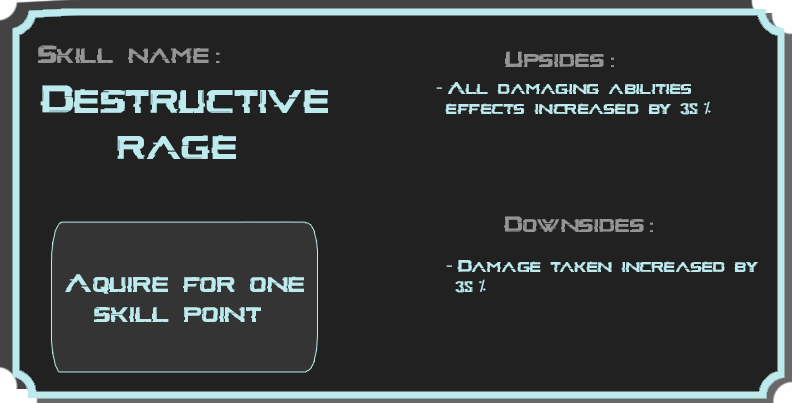 Skill name:
Destructive
rage
Aquire for one
skill point
Upsides:
- All damaging abilities
effects increased by 35%
Downsides:
- Damage taken increased by
35%